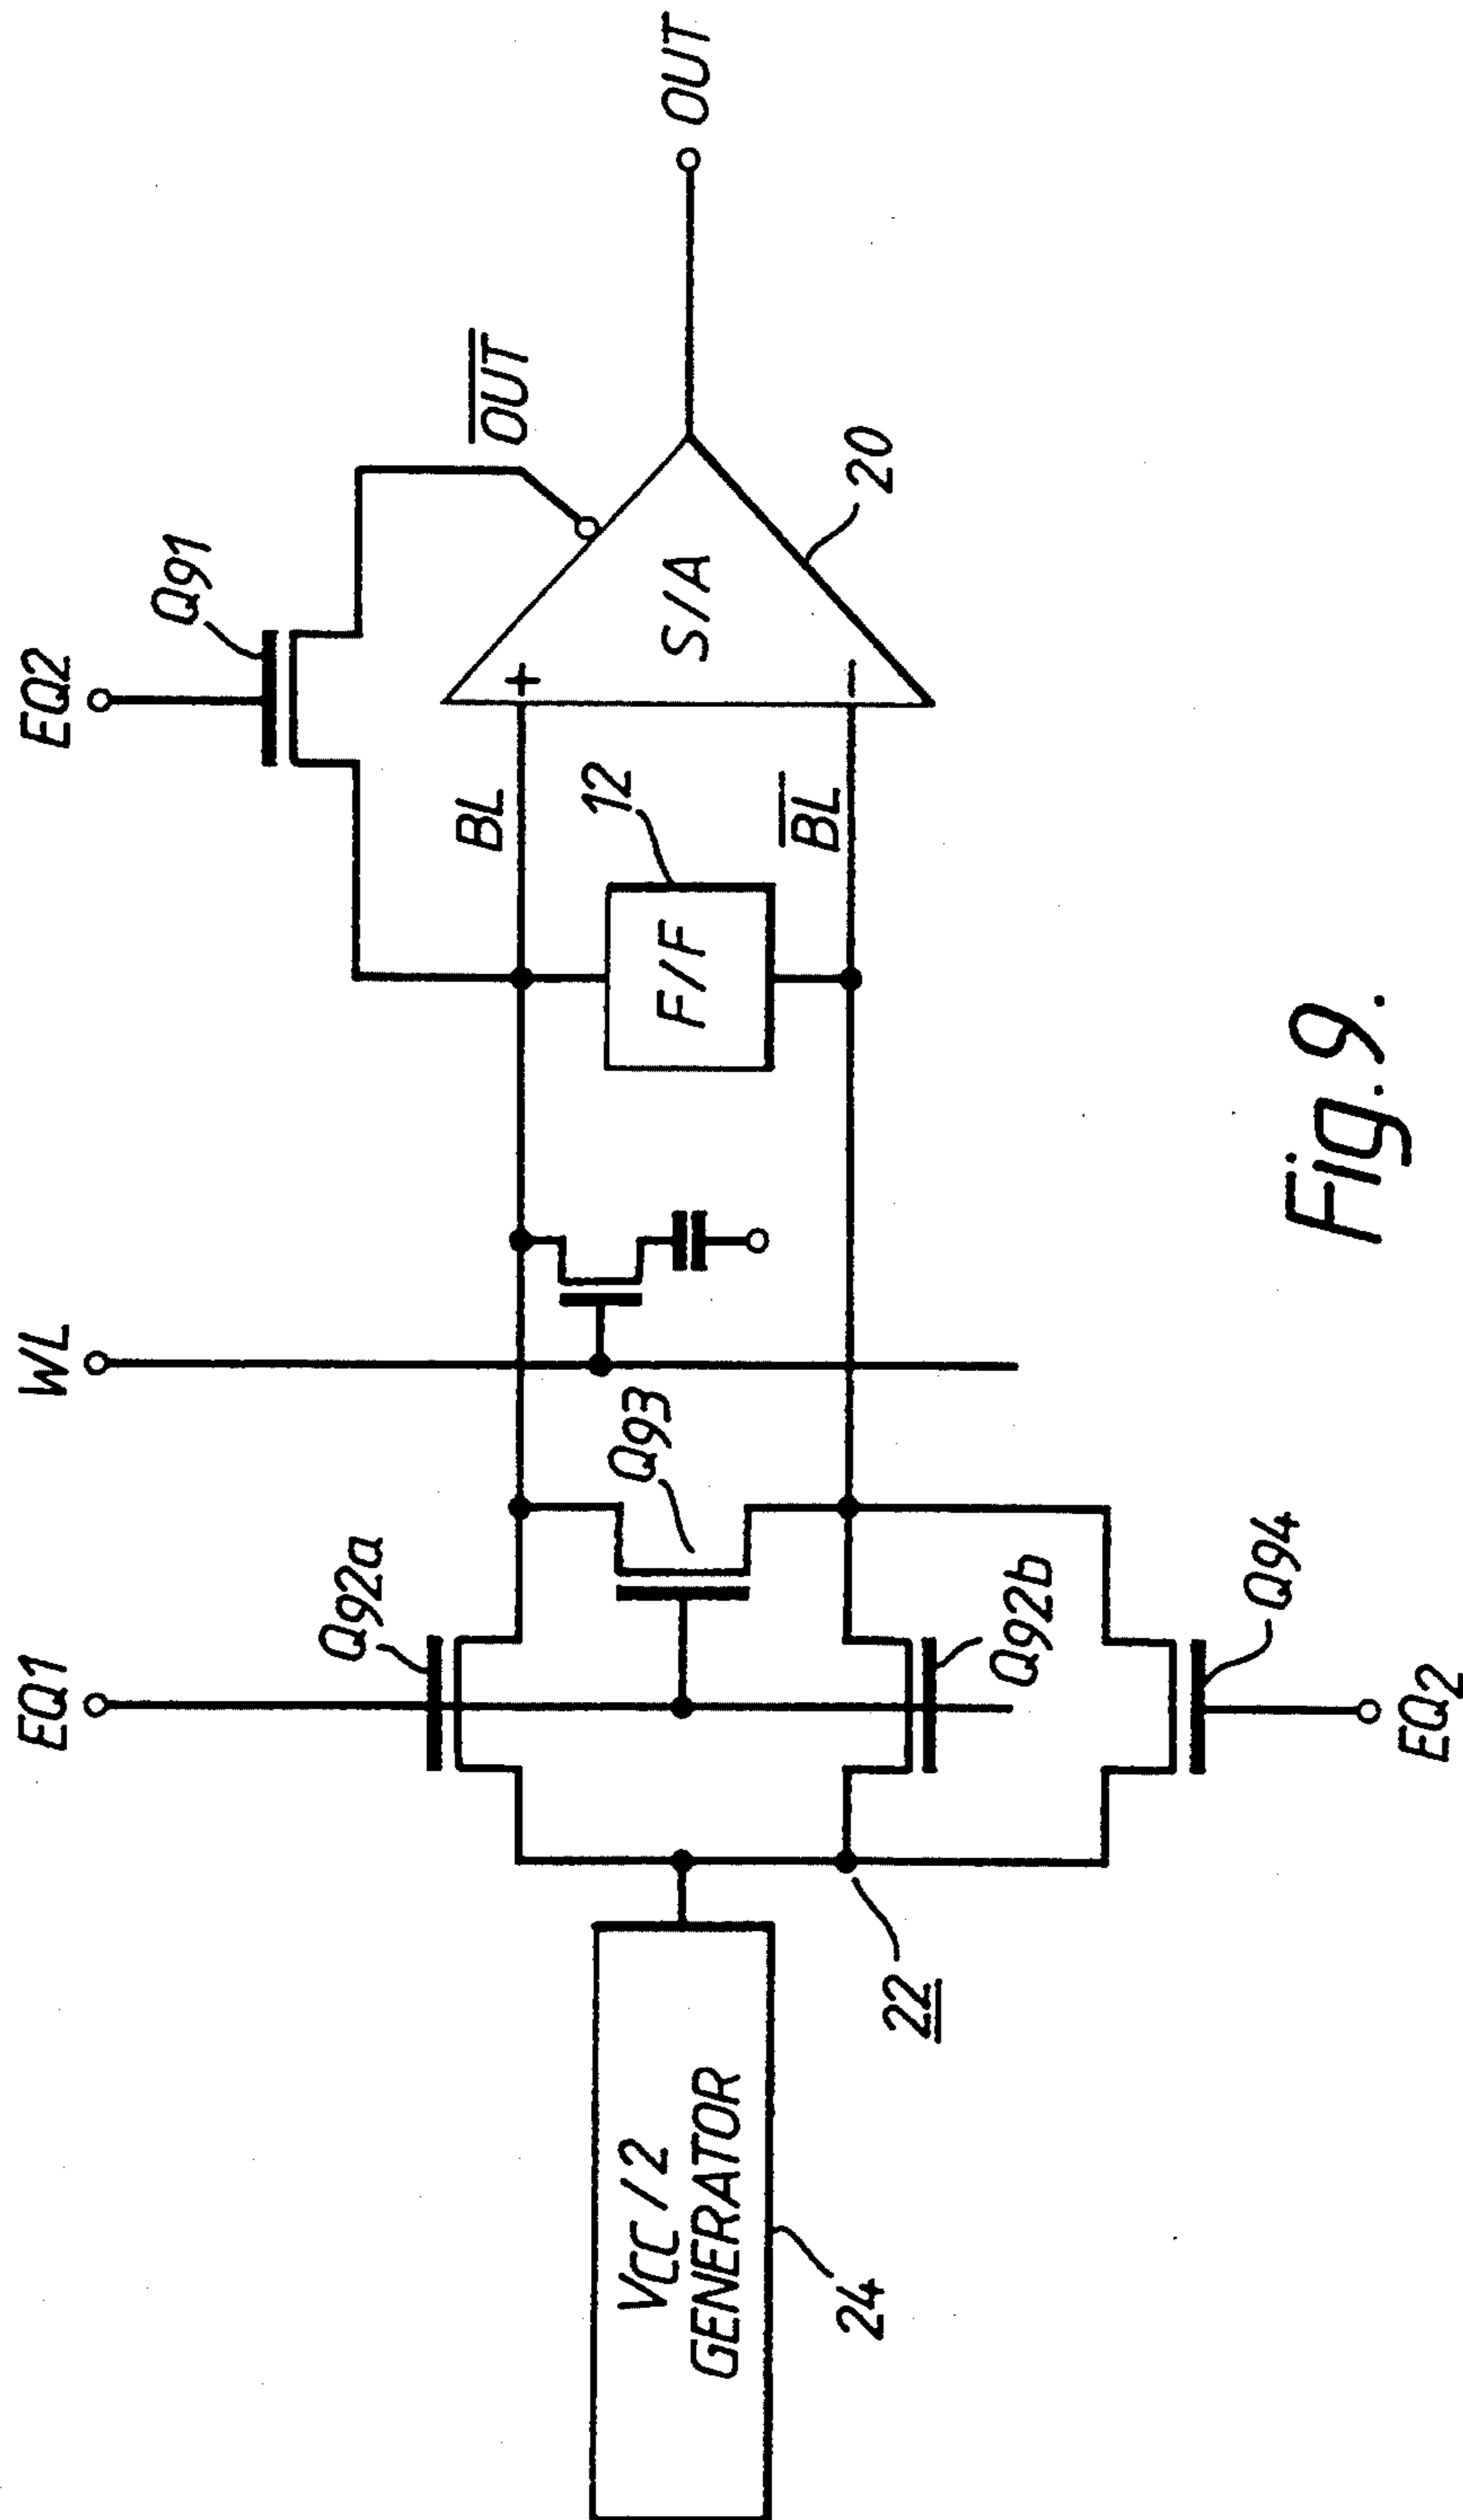 EQ1
WL
EQ2
Q92a
Q91
OUT
BL
Q93
12
VCC/2
GENERATOR
F/F
S/A
+
OUT
BL
–
24
22
20
Q92b
Q94
EQ2
Fig. 9.